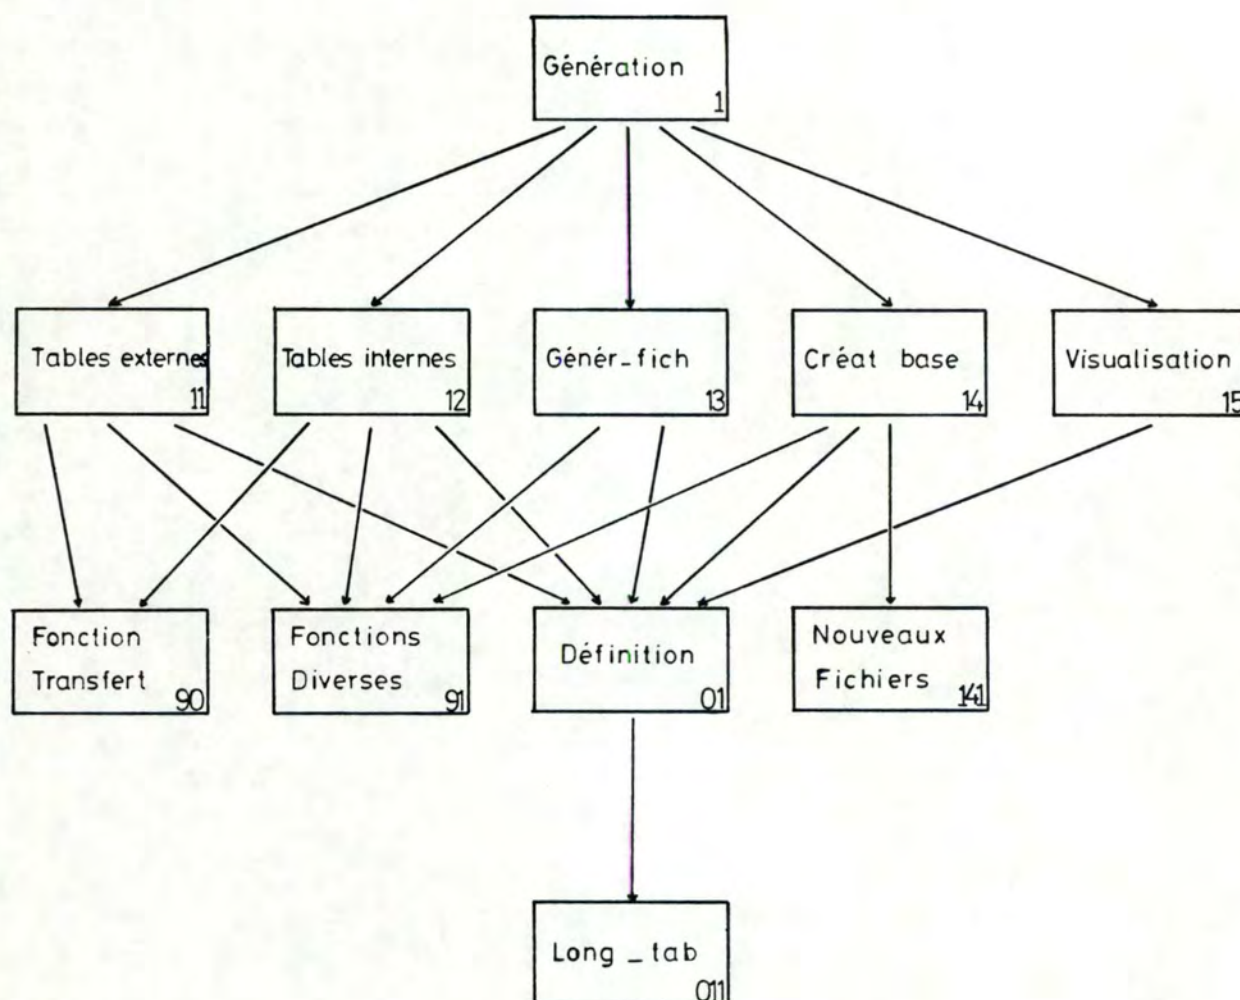 Génération
1
Tables externes
11
Tables internes
12
Génér_fich
13
Créat base
14
Visualisation
15
Fonction
Transfert
90
Fonctions
Diverses
91
Définition
01
Nouveaux
Fichiers
141
Long _ tab
011